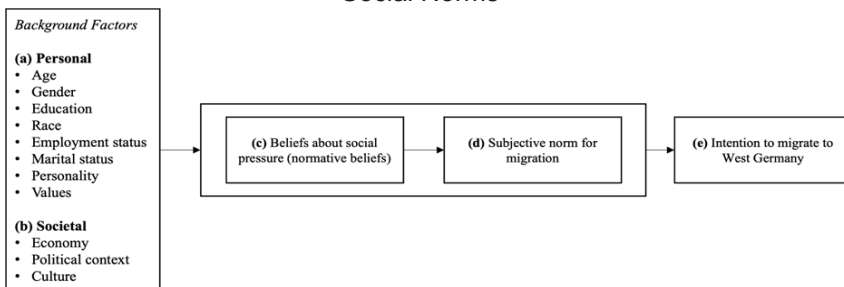 Social Norms
Background Factors
(a) Personal
• Age
• Gender
• Education
• Race
• Employment status
• Marital status
• Personality
• Values
(b) Societal
• Economy
• Political context
• Culture
(c) Beliefs about social
pressure (normative beliefs)
(d) Subjective norm for
migration
(e) Intention to migrate to
West Germany